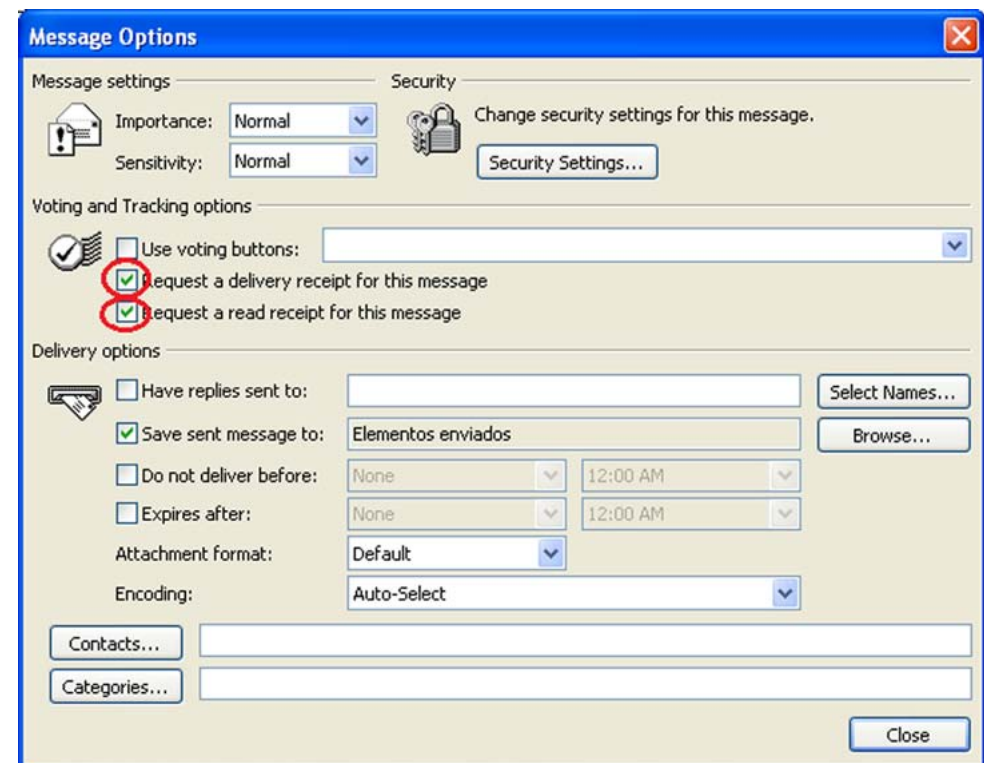 Message Options
Message settings
Security
Importance: Normal
Change security settings for this message.
Sensitivity: Normal
Security Settings...
Voting and Tracking options
Use voting buttons:
Request a delivery receipt for this message
Request a read receipt for this message
Delivery options
Have replies sent to:
Select Names...
Save sent message to: Elementos enviados
Browse...
Do not deliver before: None 12:00 AM
Expires after: None 12:00 AM
Attachment format: Default
Encoding: Auto-Select
Contacts...
Categories...
Close